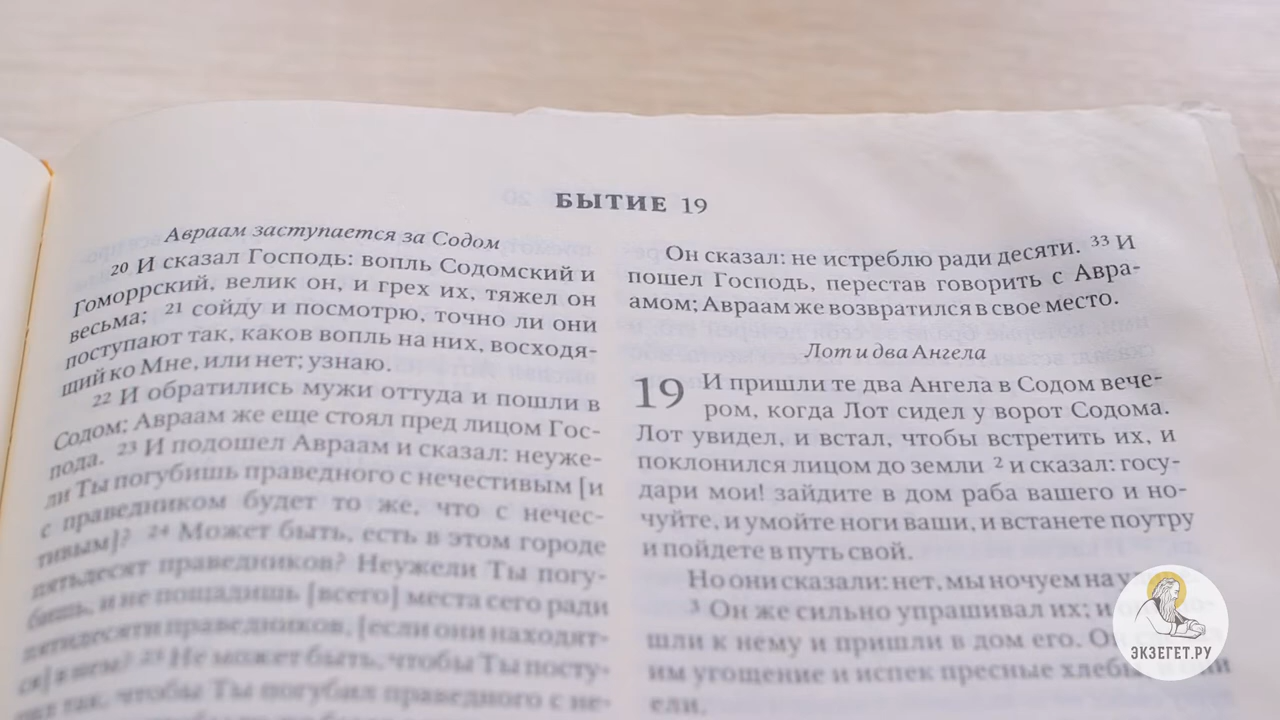 БЫТИЕ 19
Авраам заступается за Содом
20 И сказал Господь: вопль Содомский и
Гоморрский, велик он, и грех их, тяжел он
весьма; 21 сойду и посмотрю, точно ли они
поступают так, каков вопль на них, восходя-
щий ко Мне, или нет; узнаю.
22 И обратились мужи оттуда и пошли в
Содом; Авраам же еще стоял пред лицом Гос-
пода. 23 И подошел Авраам и сказал: неуже-
ли Ты погубишь праведного с нечестивым [и
с праведником будет то же, что с нечес-
тивым]? 24 Может быть, есть в этом городе
пятьдесят праведников? Неужели Ты погу-
бишь, и не пощадишь [всего] места сего ради
пятидесяти праведников, [если они находят-
ся] в нем? 25 Не может быть, чтобы Ты посту-
пил так, чтобы Ты погубил праведного с не-
Он сказал: не истреблю ради десяти. 33 И
пошел Господь, перестав говорить с Авра-
амом; Авраам же возвратился в свое место.
Лот и два Ангела
19 И пришли те два Ангела в Содом вече-
ром, когда Лот сидел у ворот Содома.
Лот увидел, и встал, чтобы встретить их, и
поклонился лицом до земли 2 и сказал: госу-
дари мои! зайдите в дом раба вашего и но-
чуйте, и умойте ноги ваши, и встанете поутру
и пойдете в путь свой.
Но они сказали: нет, мы ночуем на
3 Он же сильно упрашивал их; и
шли к нему и пришли в дом его. Он
им угощение и испек пресные хлебы
ели.
ЭКЗЕГЕТ.РУ